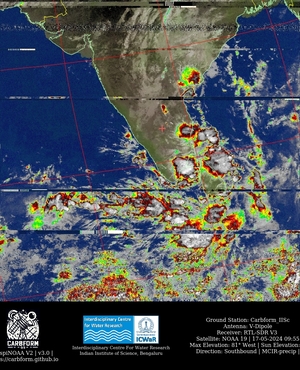 CARBFORM
spiNOAA V2 | v3.0 |
s://carbform.github.io
Interdisciplinary Centre
for Water Research
ICWaR
Interdisciplinary Centre For Water Research
Indian Institute of Science, Bengaluru
Ground Station: Carbform_IISc
Antenna: V-Dipole
Receiver: RTL-SDR V3
Satellite: NOAA 19 | 17-05-2024 09:55
Max Elevation: 81° West | Sun Elevation:
Direction: Southbound | MCIR-precip |